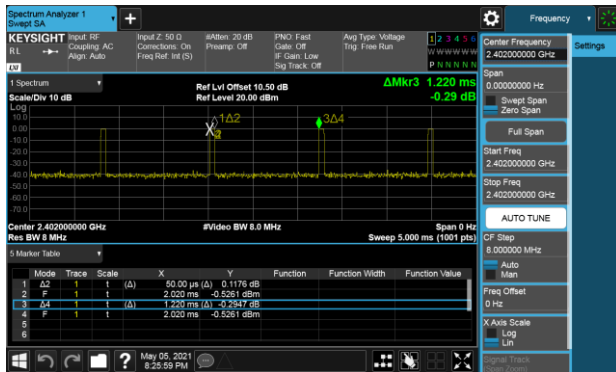 Spectrum Analyzer 1
Swept SA
+
Frequency
KEYSIGHT Input: RF Input Z: 50 Ω #Atten: 20 dB PNO: Fast Avg Type: Voltage 1 2 3 4 5 6
RL Coupling: AC Corrections: On Preamp: Off Gate: Off Trig: Free Run W W W W W W
Align: Auto Freq Ref: Int (S) IF Gain: Low P N N N N N
LXI Sig Track: Off
1 Spectrum
Scale/Div 10 dB
Ref Lvl Offset 10.50 dB
Ref Level 20.00 dBm
ΔMkr3 1.220 ms
-0.29 dB
Log
10.0
0.00
-10.0
-20.0
-30.0
-40.0
-50.0
-60.0
-70.0
1Δ2
3Δ4
X
Center 2.402000000 GHz #Video BW 8.0 MHz Span 0 Hz
Res BW 8 MHz Sweep 5.000 ms (1001 pts)
5 Marker Table
Mode Trace Scale X Y Function Function Width Function Value
1 Δ2 1 t (Δ) 50.00 µs (Δ) 0.1176 dB
2 F 1 t 2.020 ms -0.5261 dBm
3 Δ4 1 t (Δ) 1.220 ms (Δ) -0.2947 dB
4 F 1 t 2.020 ms -0.5261 dBm
5
6
?
May 05, 2021
8:25:59 PM
Center Frequency
2.402000000 GHz
Settings
Span
0.00000000 Hz
Swept Span
Zero Span
Full Span
Start Freq
2.402000000 GHz
Stop Freq
2.402000000 GHz
AUTO TUNE
CF Step
8.000000 MHz
Auto
Man
Freq Offset
0 Hz
X Axis Scale
Log
Lin
Signal Track
(Span Zoom)